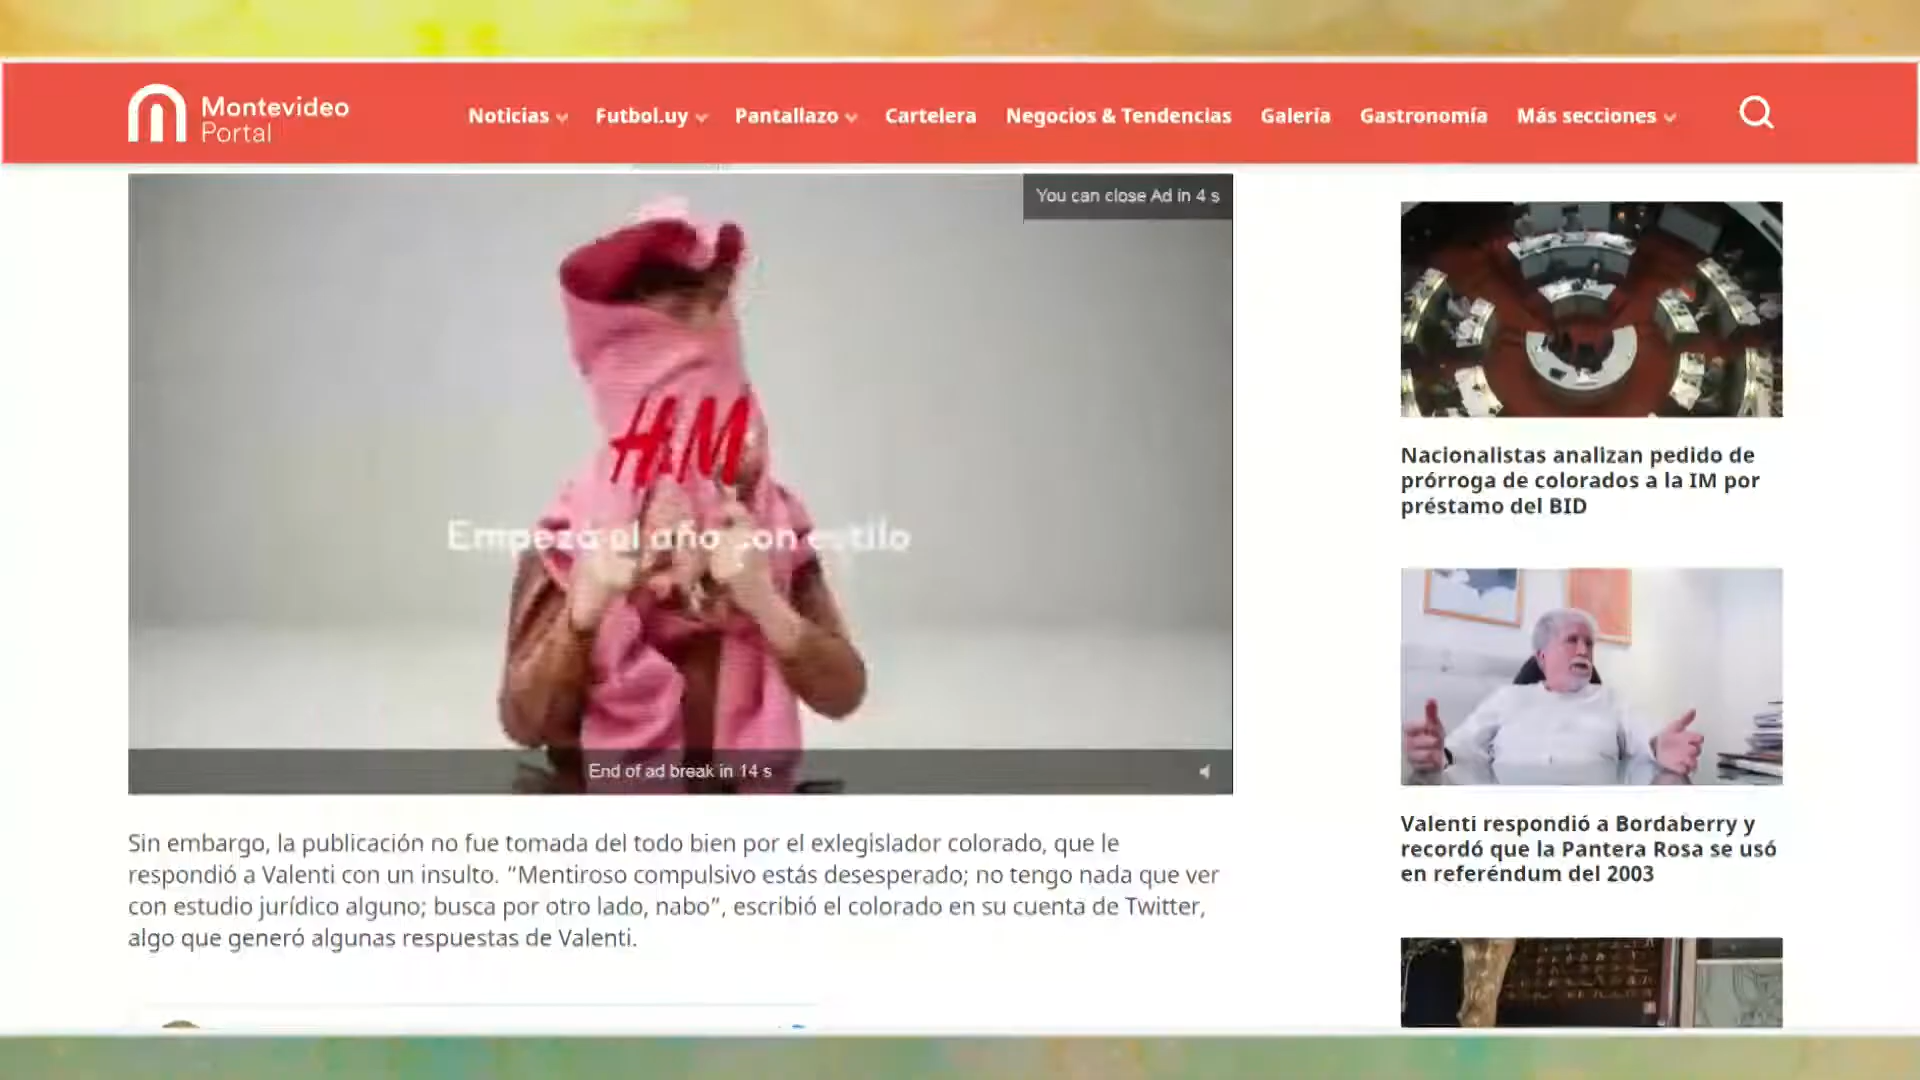 Montevideo
Portal
Noticias
Futbol.uy
Pantallazo
Cartelera
Negocios & Tendencias
Galería
Gastronomía
Más secciones
You can close Ad in 4 s
H&M
Empezá el año con estilo
End of ad break in 14 s
Sin embargo, la publicación no fue tomada del todo bien por el exlegislador colorado, que le
respondió a Valenti con un insulto. “Mentiroso compulsivo estás desesperado; no tengo nada que ver
con estudio jurídico alguno; busca por otro lado, nabo”, escribió el colorado en su cuenta de Twitter,
algo que generó algunas respuestas de Valenti.
Nacionalistas analizan pedido de
prórroga de colorados a la IM por
préstamo del BID
Valenti respondió a Bordaberry y
recordó que la Pantera Rosa se usó
en referéndum del 2003